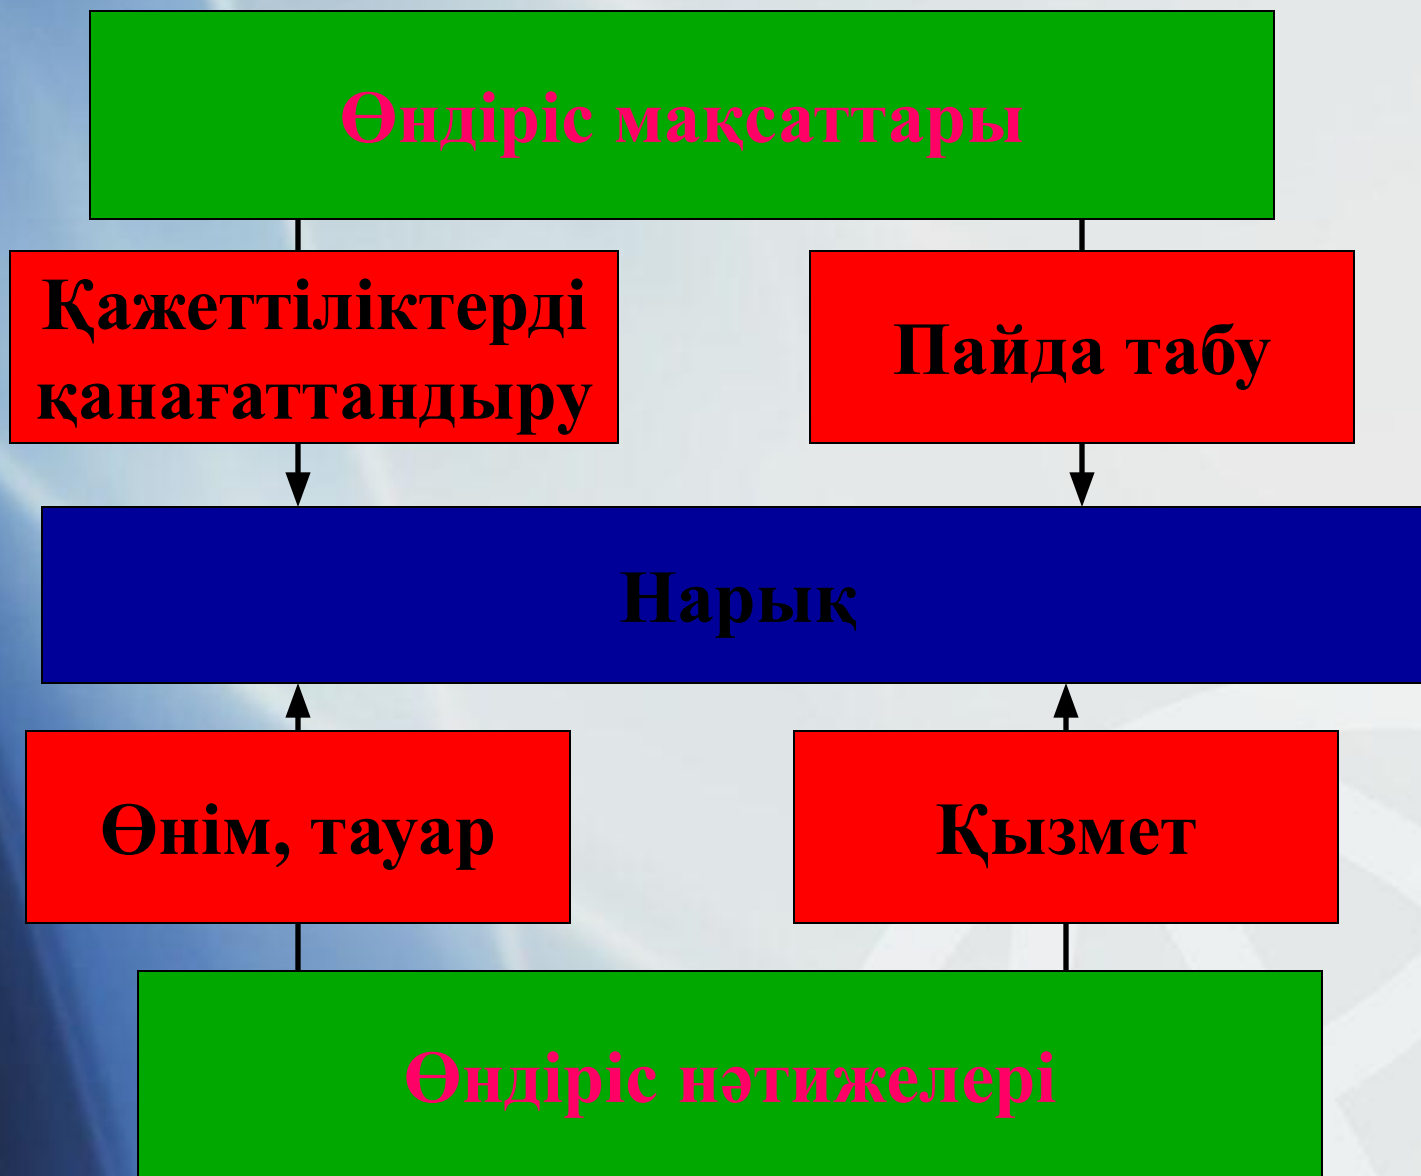 Өндіріс мақсаттары
Қажеттіліктерді
қанағаттандыру
Пайда табу
Нарық
Өнім, тауар
Қызмет
Өндіріс нәтижелері